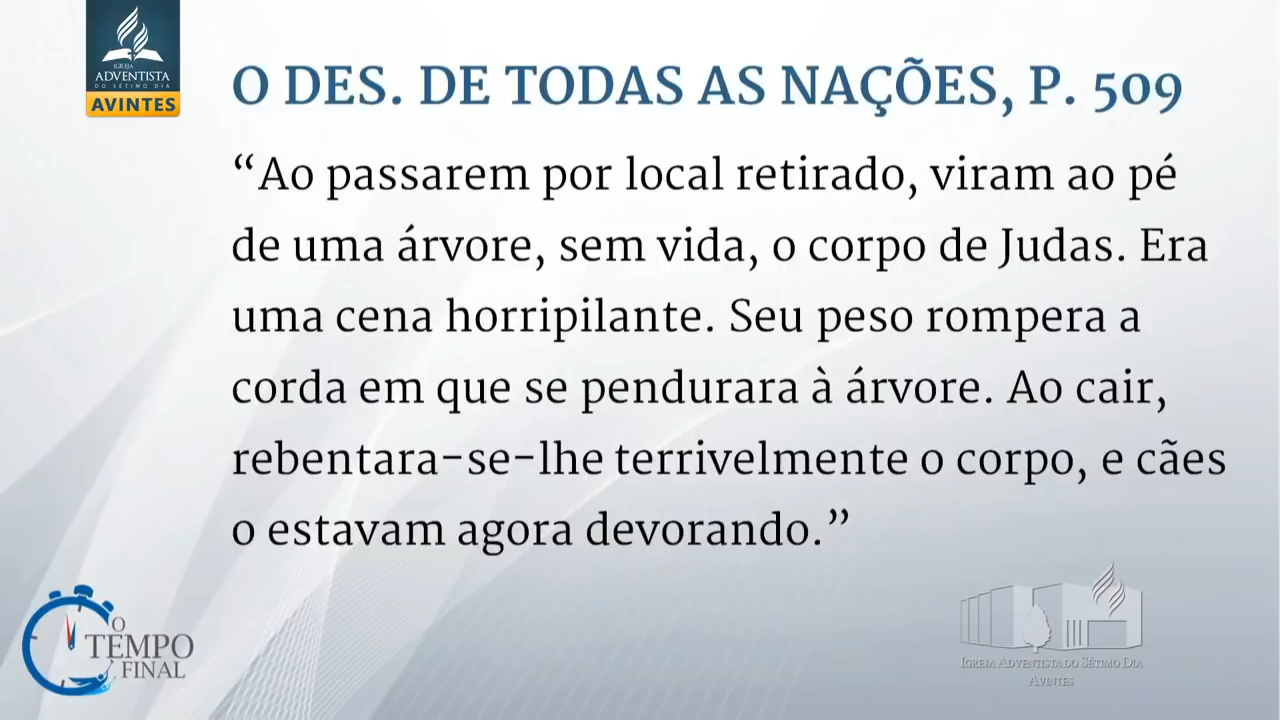 IGREJA
ADVENTISTA
DO SÉTIMO DIA
AVINTES
O DES. DE TODAS AS NAÇÕES, P. 509
“Ao passarem por local retirado, viram ao pé
de uma árvore, sem vida, o corpo de Judas. Era
uma cena horripilante. Seu peso rompera a
corda em que se pendurara à árvore. Ao cair,
rebentara-se-lhe terrivelmente o corpo, e cães
o estavam agora devorando.”
O
TEMPO
FINAL
IGREJA ADVENTISTA DO SÉTIMO DIA
AVINTES